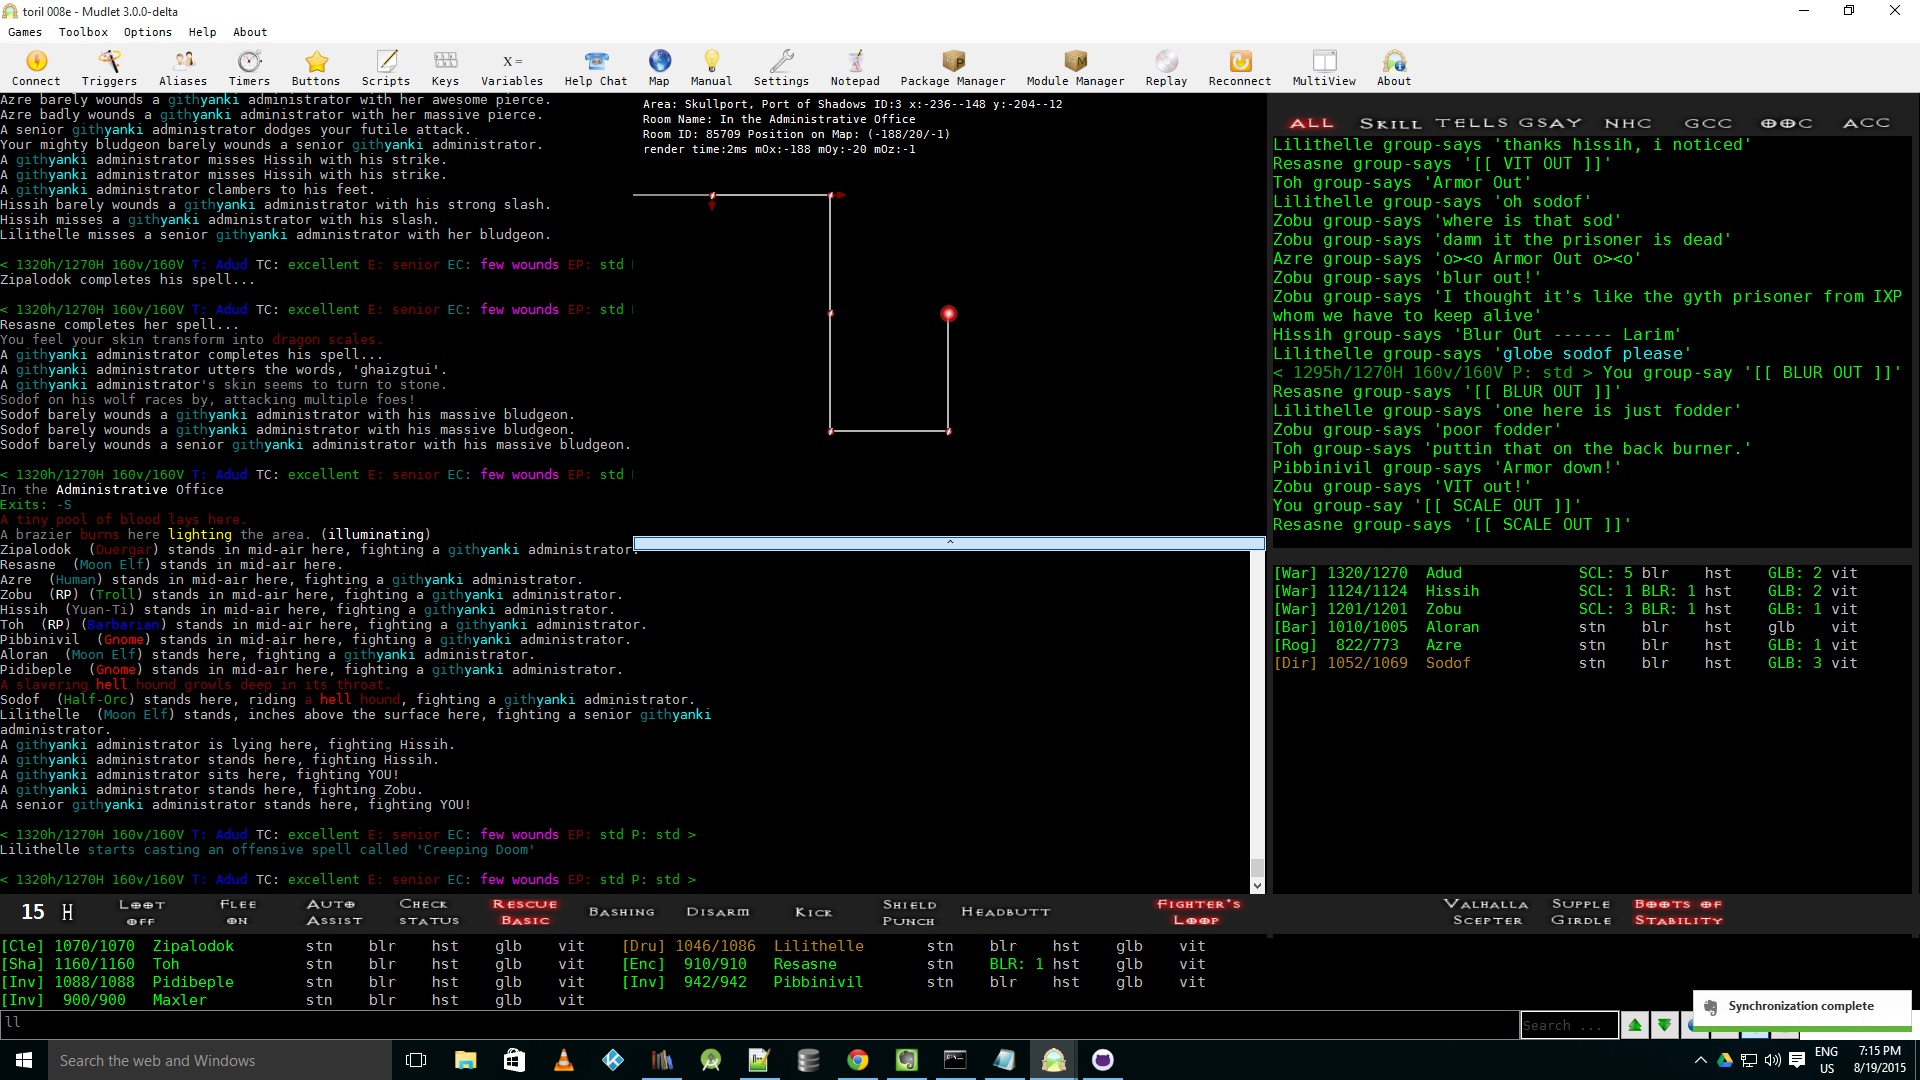 toril 008e - Mudlet 3.0.0-delta
Games Toolbox Options Help About
Connect Triggers Aliases Timers Buttons Scripts Keys Variables Help Chat Map Manual Settings Notepad Package Manager Module Manager Replay Reconnect MultiView About
Azre barely wounds a githyanki administrator with her awesome pierce.
Azre badly wounds a githyanki administrator with her massive pierce.
A senior githyanki administrator dodges your futile attack.
Your mighty bludgeon barely wounds a senior githyanki administrator.
A githyanki administrator misses Hissih with his strike.
A githyanki administrator misses Hissih with his strike.
A githyanki administrator clambers to his feet.
Hissih barely wounds a githyanki administrator with his strong slash.
Hissih misses a githyanki administrator with his slash.
Lilithelle misses a senior githyanki administrator with her bludgeon.
< 1320h/1270H 160v/160V T: Adud TC: excellent E: senior EC: few wounds EP: std
Zipalodok completes his spell...
< 1320h/1270H 160v/160V T: Adud TC: excellent E: senior EC: few wounds EP: std
Resasne completes her spell...
You feel your skin transform into dragon scales.
A githyanki administrator completes his spell...
A githyanki administrator utters the words, 'ghaizgtui'.
A githyanki administrator's skin seems to turn to stone.
Sodof on his wolf races by, attacking multiple foes!
Sodof barely wounds a githyanki administrator with his massive bludgeon.
Sodof barely wounds a githyanki administrator with his massive bludgeon.
Sodof barely wounds a senior githyanki administrator with his massive bludgeon.
< 1320h/1270H 160v/160V T: Adud TC: excellent E: senior EC: few wounds EP: std
In the Administrative Office
Exits: -S
A tiny pool of blood lays here.
A brazier burns here lighting the area. (illuminating)
Zipalodok (Duergar) stands in mid-air here, fighting a githyanki administrator.
Resasne (Moon Elf) stands in mid-air here.
Azre (Human) stands in mid-air here, fighting a githyanki administrator.
Zobu (RP) (Troll) stands in mid-air here, fighting a githyanki administrator.
Hissih (Yuan-Ti) stands in mid-air here, fighting a githyanki administrator.
Toh (RP) (Barbarian) stands in mid-air here, fighting a githyanki administrator.
Pibbinivil (Gnome) stands in mid-air here, fighting a githyanki administrator.
Aloran (Moon Elf) stands here, fighting a githyanki administrator.
Pidibeple (Gnome) stands in mid-air here, fighting a githyanki administrator.
A slavering hell hound growls deep in its throat.
Sodof (Half-Orc) stands here, riding a hell hound, fighting a githyanki administrator.
Lilithelle (Moon Elf) stands, inches above the surface here, fighting a senior githyanki
administrator.
A githyanki administrator is lying here, fighting Hissih.
A githyanki administrator stands here, fighting Hissih.
A githyanki administrator sits here, fighting YOU!
A githyanki administrator stands here, fighting Zobu.
A senior githyanki administrator stands here, fighting YOU!
< 1320h/1270H 160v/160V T: Adud TC: excellent E: senior EC: few wounds EP: std P: std >
Lilithelle starts casting an offensive spell called 'Creeping Doom'
< 1320h/1270H 160v/160V T: Adud TC: excellent E: senior EC: few wounds EP: std P: std >
Area: Skullport, Port of Shadows ID:3 x:-236--148 y:-204--12
Room Name: In the Administrative Office
Room ID: 85709 Position on Map: (-188/20/-1)
render time:2ms mOx:-188 mOy:-20 mOz:-1
^
ALL SKILL TELLS GSAY NHC GCC OOC ACC
Lilithelle group-says 'thanks hissih, i noticed'
Resasne group-says '[[ VIT OUT ]]'
Toh group-says 'Armor Out'
Lilithelle group-says 'oh sodof'
Zobu group-says 'where is that sod'
Zobu group-says 'damn it the prisoner is dead'
Azre group-says 'o><o Armor Out o><o'
Zobu group-says 'blur out!'
Zobu group-says 'I thought it's like the gyth prisoner from IXP
whom we have to keep alive'
Hissih group-says 'Blur Out ------ Larim'
Lilithelle group-says 'globe sodof please'
< 1295h/1270H 160v/160V P: std > You group-say '[[ BLUR OUT ]]'
Resasne group-says '[[ BLUR OUT ]]'
Lilithelle group-says 'one here is just fodder'
Zobu group-says 'poor fodder'
Toh group-says 'puttin that on the back burner.'
Pibbinivil group-says 'Armor down!'
Zobu group-says 'VIT out!'
You group-say '[[ SCALE OUT ]]'
Resasne group-says '[[ SCALE OUT ]]'
[War] 1320/1270 Adud SCL: 5 blr hst GLB: 2 vit
[War] 1124/1124 Hissih SCL: 1 BLR: 1 hst GLB: 2 vit
[War] 1201/1201 Zobu SCL: 3 BLR: 1 hst GLB: 1 vit
[Bar] 1010/1005 Aloran stn blr hst glb vit
[Rog] 822/773 Azre stn blr hst GLB: 1 vit
[Dir] 1052/1069 Sodof stn blr hst GLB: 3 vit
15 H LOOT OFF FLEE ON AUTO ASSIST CHECK STATUS RESCUE BASIC BASHING DISARM KICK SHIELD PUNCH HEADBUTT FIGHTER'S LOOP VALHALLA SCEPTER SUPPLE GIRDLE BOOTS OF STABILITY
[Cle] 1070/1070 Zipalodok stn blr hst glb vit [Dru] 1046/1086 Lilithelle stn blr hst glb vit
[Sha] 1160/1160 Toh stn blr hst glb vit [Enc] 910/910 Resasne stn BLR: 1 hst glb vit
[Inv] 1088/1088 Pidibeple stn blr hst glb vit [Inv] 942/942 Pibbinivil stn blr hst glb vit
[Inv] 900/900 Maxler stn blr hst glb vit
ll
Search ...
Synchronization complete
Search the web and Windows
ENG
US
7:15 PM
8/19/2015